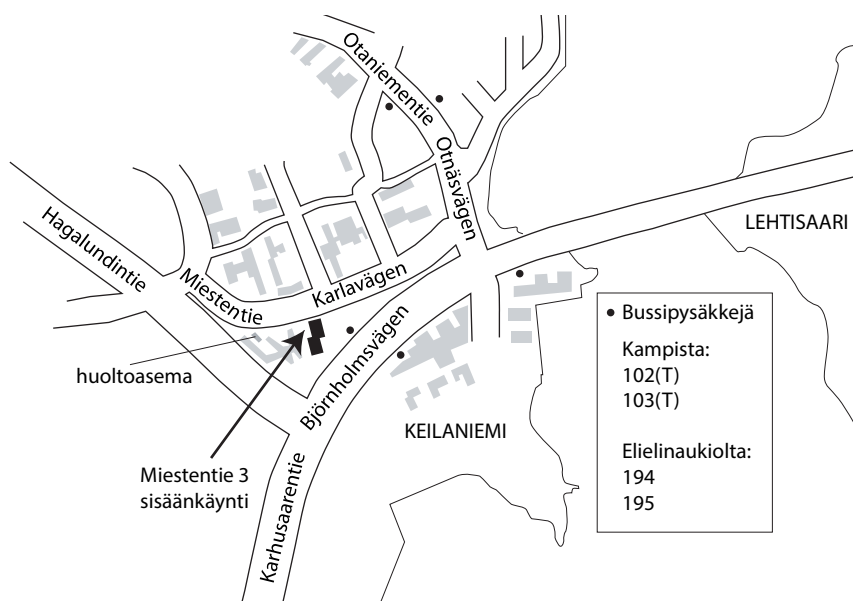 Otaniementie
Otnäsvägen
Hagalundintie
LEHTISAARI
Miestentie
Karlavägen
huoltoasema
Björnholmsvägen
KEILANIEMI
Miestentie 3
sisäänkäynti
Karhusaarentie
• Bussipysäkkejä
Kampista:
102(T)
103(T)
Elielinaukiolta:
194
195